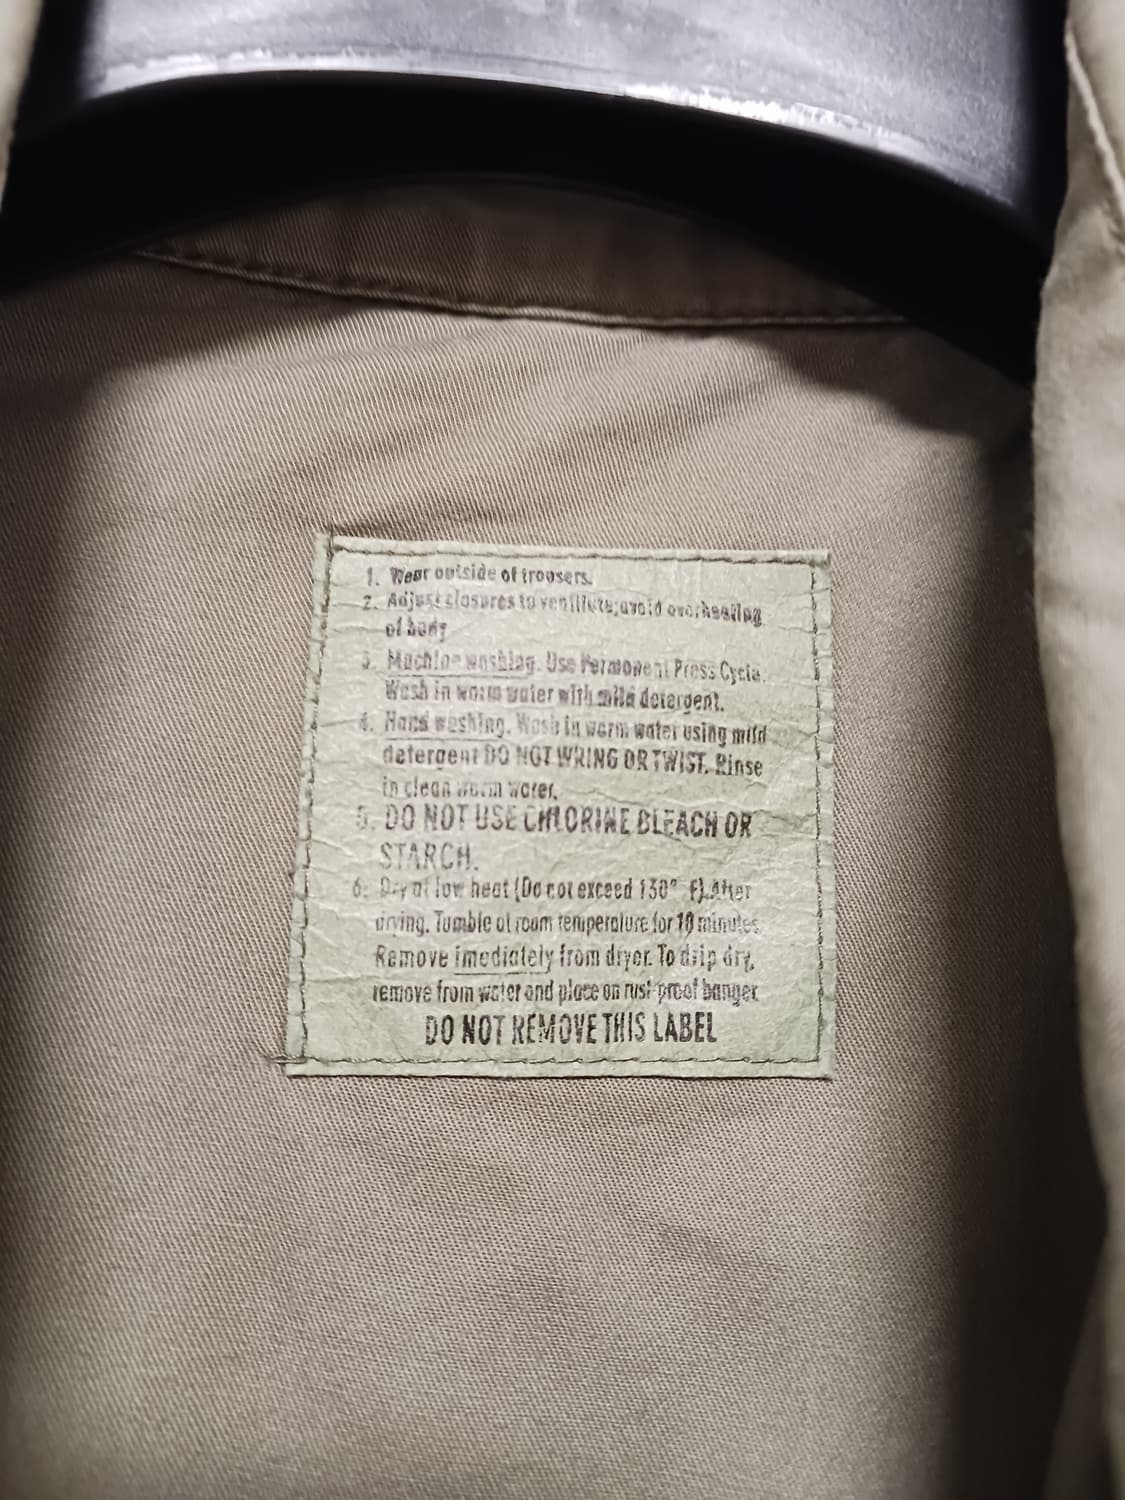 1. Wear outside of trousers.
2. Adjust closures to ventilate; avoid overheating
of body
3. Machine washing. Use Permanent Press Cycle.
Wash in warm water with mild detergent.
4. Hand washing. Wash in warm water using mild
detergent DO NOT WRING OR TWIST. Rinse
in clean warm water.
5. DO NOT USE CHLORINE BLEACH OR
STARCH.
6. Dry at low heat (Do not exceed 130° F). After
drying. Tumble at room temperature for 10 minutes.
Remove imediately from dryer. To drip dry,
remove from water and place on rust-proof hanger.
DO NOT REMOVE THIS LABEL